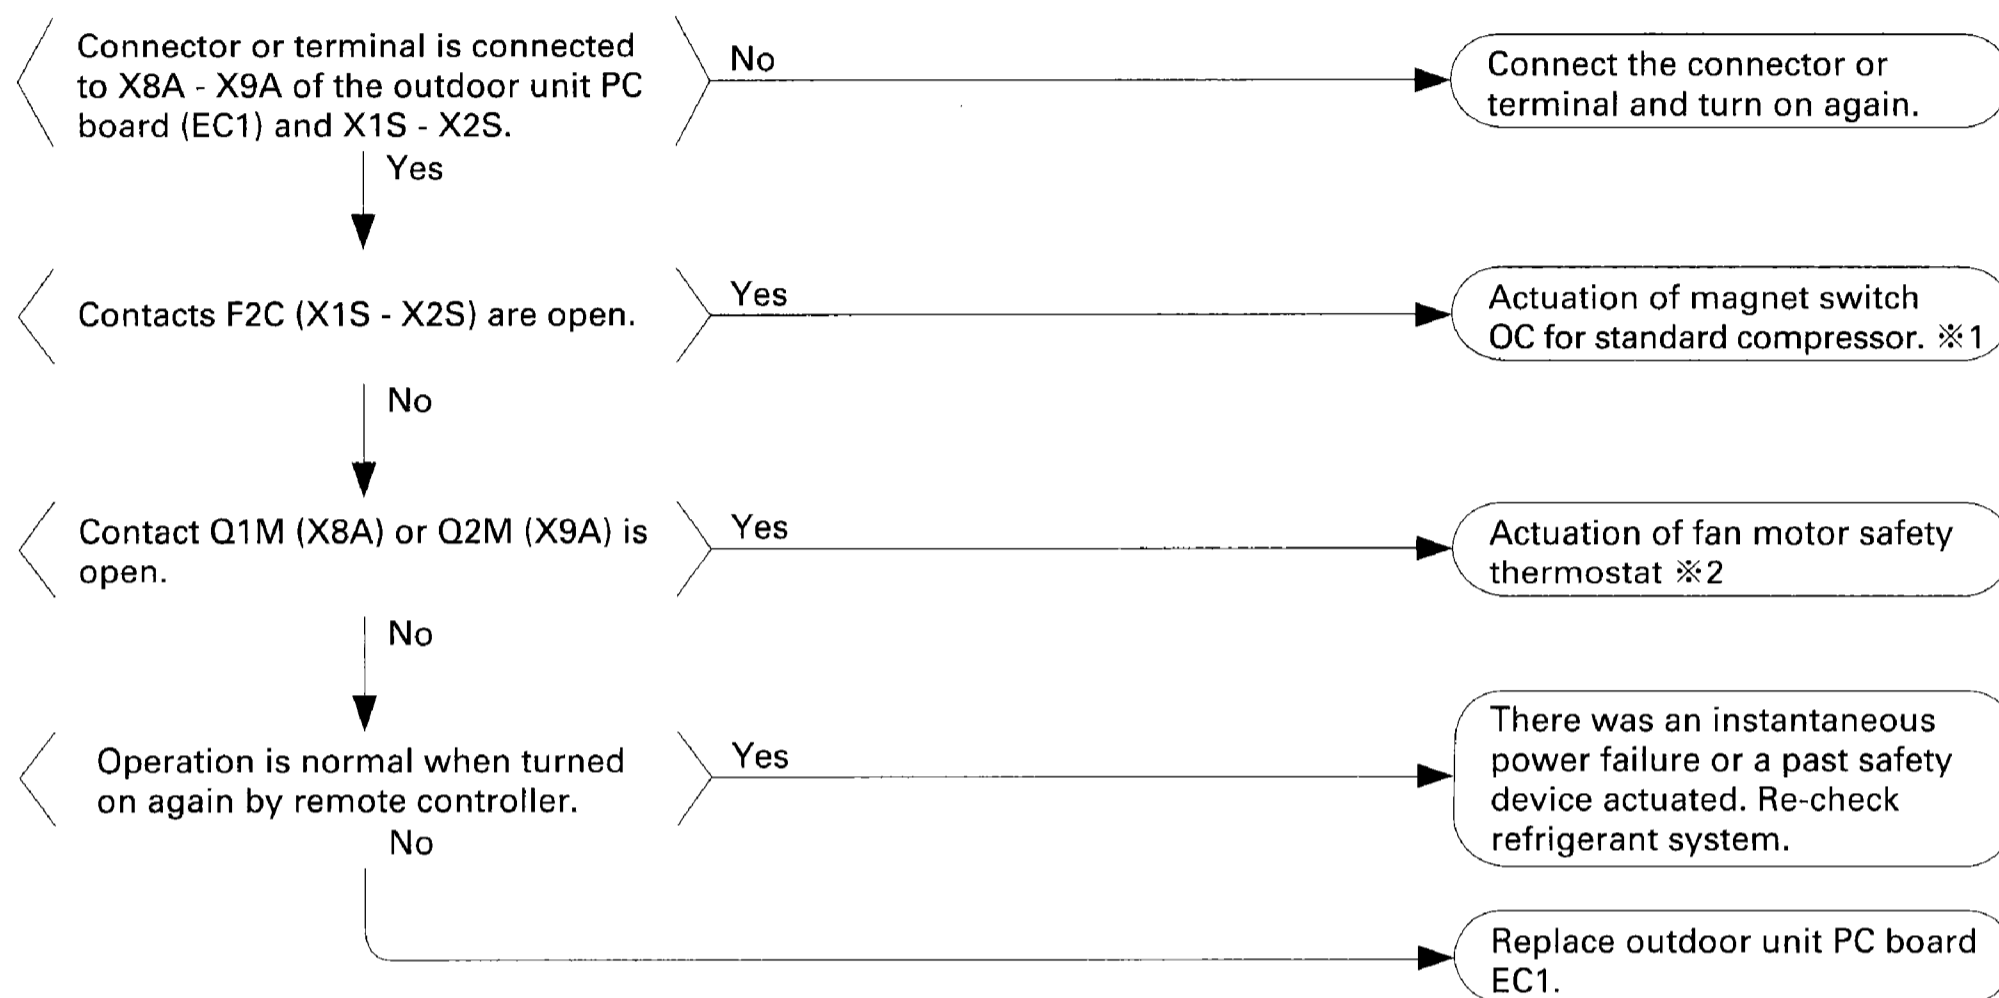 Connector or terminal is connected
to X8A - X9A of the outdoor unit PC
board (EC1) and X1S - X2S.
No
Connect the connector or
terminal and turn on again.
Yes
Contacts F2C (X1S - X2S) are open.
Yes
Actuation of magnet switch
OC for standard compressor. ※1
No
Contact Q1M (X8A) or Q2M (X9A) is
open.
Yes
Actuation of fan motor safety
thermostat ※2
No
Operation is normal when turned
on again by remote controller.
Yes
There was an instantaneous
power failure or a past safety
device actuated. Re-check
refrigerant system.
No
Replace outdoor unit PC board
EC1.